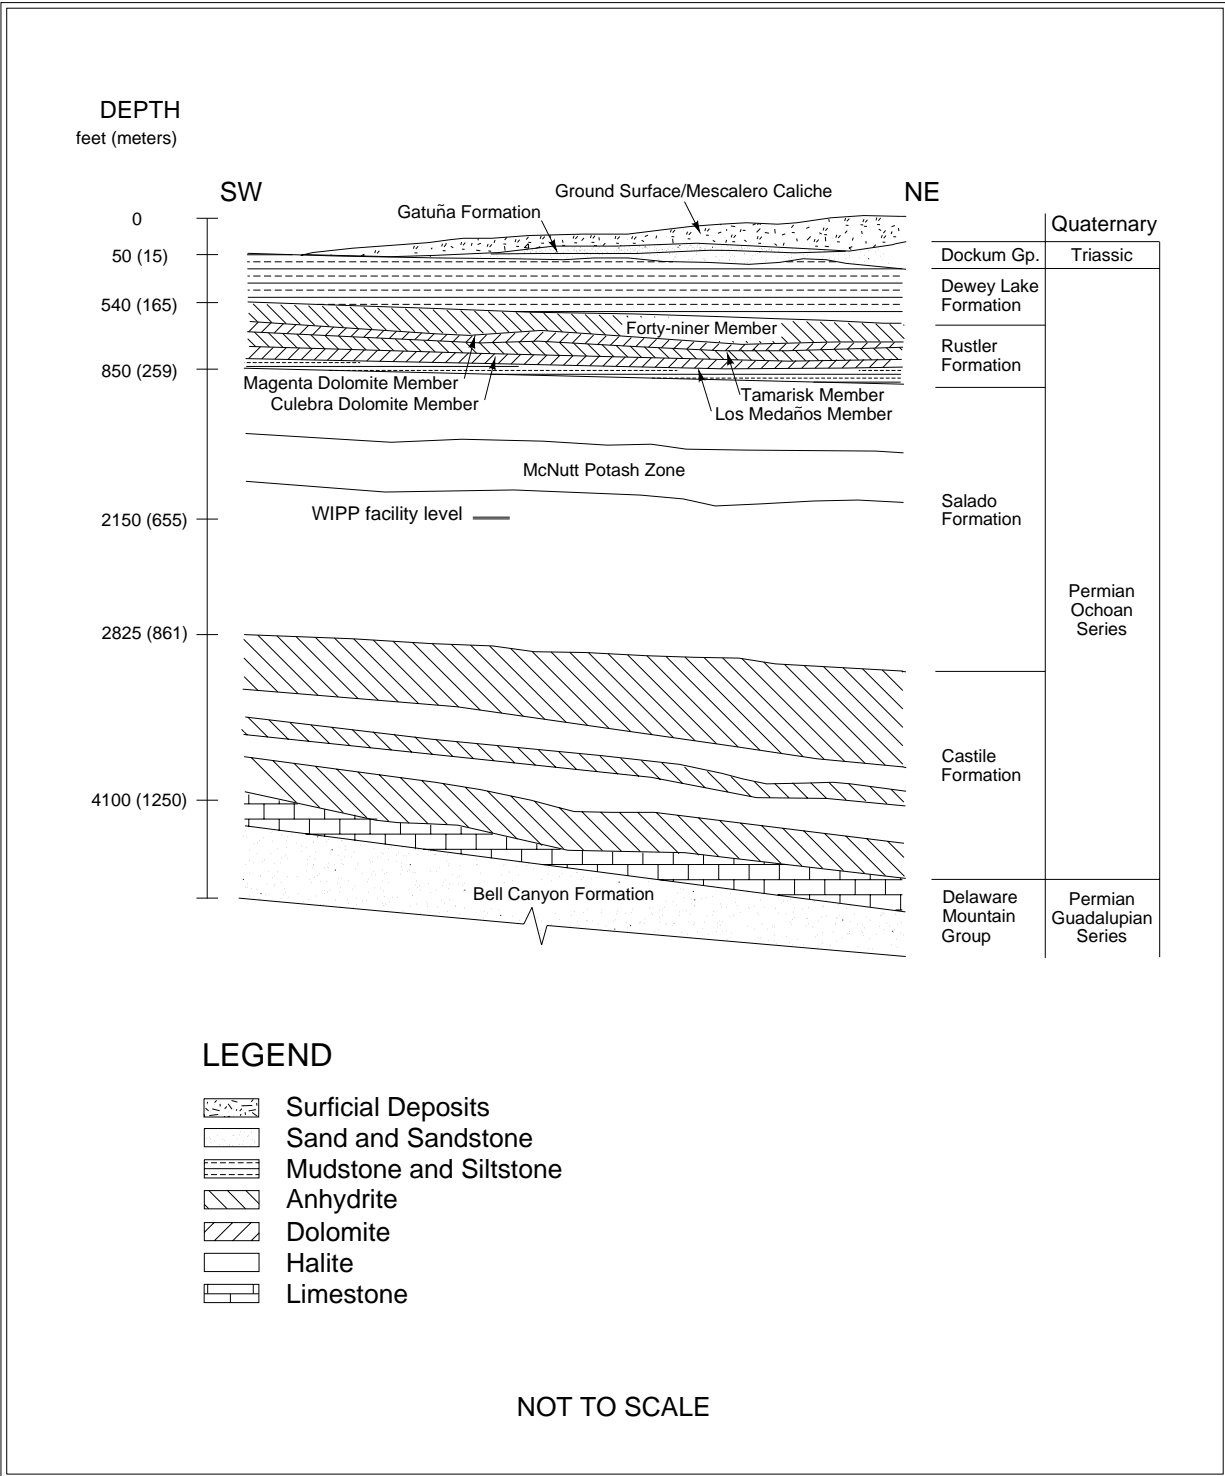 DEPTH
feet (meters)
SW
Ground Surface/Mescalero Caliche
NE
Gatuña Formation
0
Quaternary
50 (15)
Dockum Gp.
Triassic
Dewey Lake
Formation
540 (165)
Forty-niner Member
Rustler
Formation
850 (259)
Magenta Dolomite Member
Culebra Dolomite Member
Tamarisk Member
Los Medaños Member
McNutt Potash Zone
WIPP facility level
2150 (655)
Salado
Formation
Permian
Ochoan
Series
2825 (861)
Castile
Formation
4100 (1250)
Bell Canyon Formation
Delaware
Mountain
Group
Permian
Guadalupian
Series
LEGEND
Surficial Deposits
Sand and Sandstone
Mudstone and Siltstone
Anhydrite
Dolomite
Halite
Limestone
NOT TO SCALE